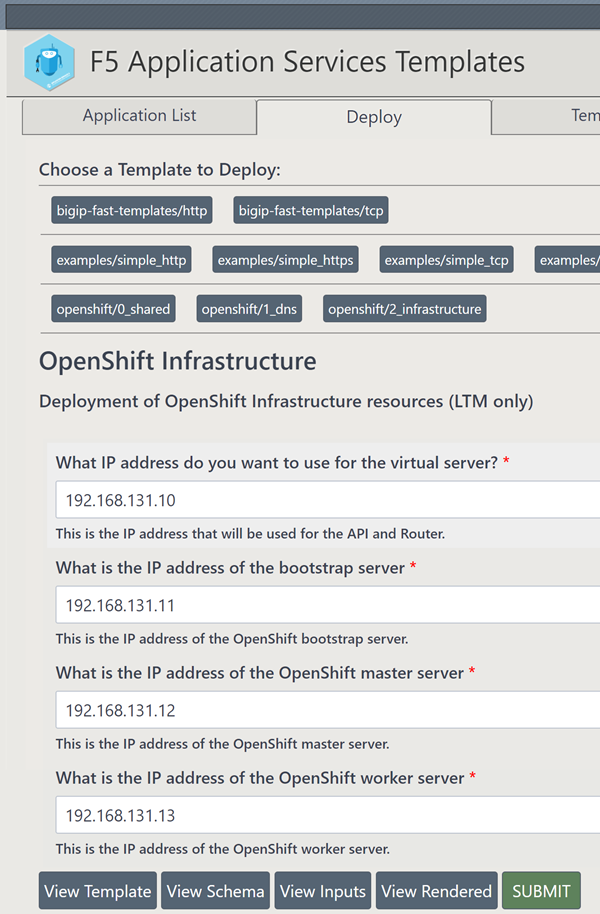 F5 Application Services Templates
Application List
Deploy
Tem
Choose a Template to Deploy:
bigip-fast-templates/http
bigip-fast-templates/tcp
examples/simple_http
examples/simple_https
examples/simple_tcp
examples/
openshift/0_shared
openshift/1_dns
openshift/2_infrastructure
OpenShift Infrastructure
Deployment of OpenShift Infrastructure resources (LTM only)
What IP address do you want to use for the virtual server? *
192.168.131.10
This is the IP address that will be used for the API and Router.
What is the IP address of the bootstrap server *
192.168.131.11
This is the IP address of the OpenShift bootstrap server.
What is the IP address of the OpenShift master server *
192.168.131.12
This is the IP address of the OpenShift master server.
What is the IP address of the OpenShift worker server *
192.168.131.13
This is the IP address of the OpenShift worker server.
View Template
View Schema
View Inputs
View Rendered
SUBMIT